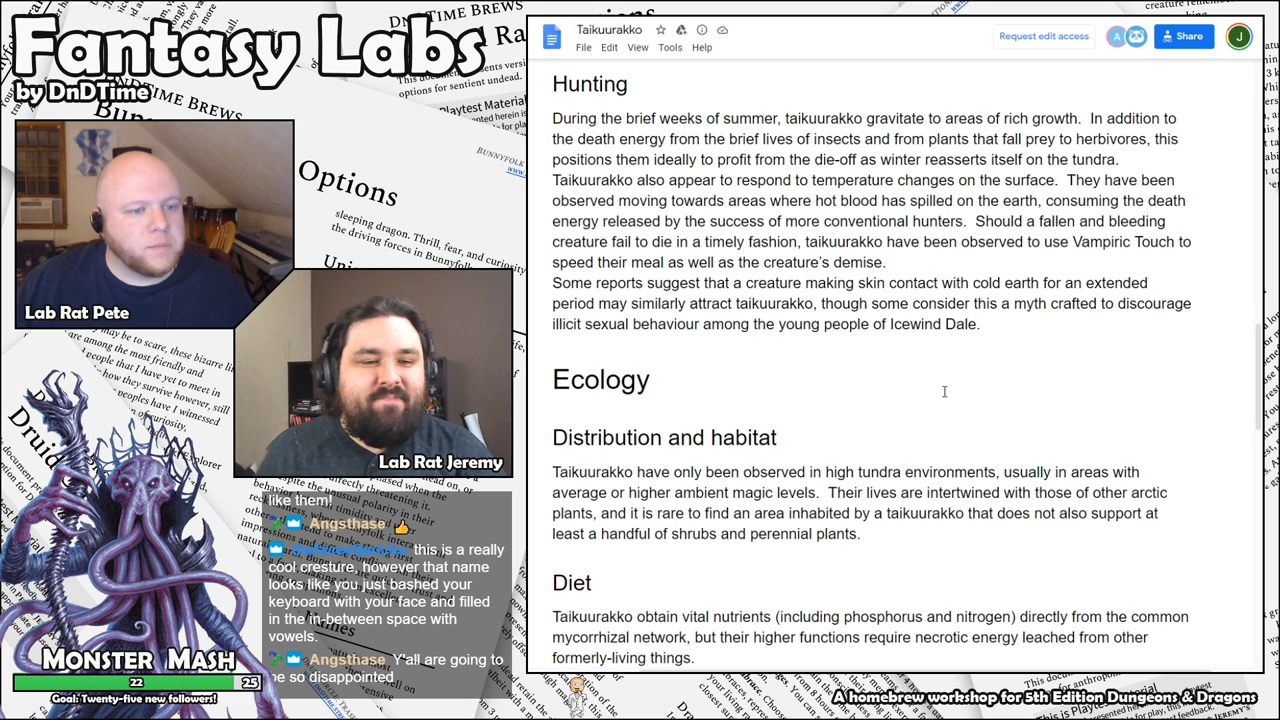 Fantasy Labs
by DnDTime
DNDTIME BREWS
Options
sleeping dragon. Thrill, fear, and curiosity
the driving forces in Bunnyfolk
Lab Rat Pete
Lab Rat Jeremy
Druid
like them!
Angsthase 👍
this is a really
cool cresture, however that name
looks like you just bashed your
keyboard with your face and filled
in the in-between space with
vowels.
Angsthase Y'all are going to
be so disappointed
Monster Mash
22
25
Goal: Twenty-five new followers!
Taikuurakko
File Edit View Tools Help
Request edit access
A
Share
J
Hunting
During the brief weeks of summer, taikuurakko gravitate to areas of rich growth. In addition to
the death energy from the brief lives of insects and from plants that fall prey to herbivores, this
positions them ideally to profit from the die-off as winter reasserts itself on the tundra.
Taikuurakko also appear to respond to temperature changes on the surface. They have been
observed moving towards areas where hot blood has spilled on the earth, consuming the death
energy released by the success of more conventional hunters. Should a fallen and bleeding
creature fail to die in a timely fashion, taikuurakko have been observed to use Vampiric Touch to
speed their meal as well as the creature's demise.
Some reports suggest that a creature making skin contact with cold earth for an extended
period may similarly attract taikuurakko, though some consider this a myth crafted to discourage
illicit sexual behaviour among the young people of Icewind Dale.
Ecology
Distribution and habitat
Taikuurakko have only been observed in high tundra environments, usually in areas with
average or higher ambient magic levels. Their lives are intertwined with those of other arctic
plants, and it is rare to find an area inhabited by a taikuurakko that does not also support at
least a handful of shrubs and perennial plants.
Diet
Taikuurakko obtain vital nutrients (including phosphorus and nitrogen) directly from the common
mycorrhizal network, but their higher functions require necrotic energy leached from other
formerly-living things.
A homebrew workshop for 5th Edition Dungeons & Dragons